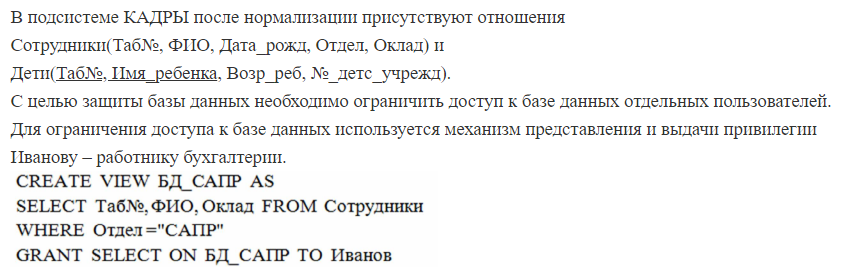 В подсистеме КАДРЫ после нормализации присутствуют отношения
Сотрудники(Таб№, ФИО, Дата_рожд, Отдел, Оклад) и
Дети(Таб№, Имя_ребенка, Возр_реб, №_детс_учрежд).
С целью защиты базы данных необходимо ограничить доступ к базе данных отдельных пользователей.
Для ограничения доступа к базе данных используется механизм представления и выдачи привилегии
Иванову – работнику бухгалтерии.
CREATE VIEW БД_САПР AS
SELECT Таб№, ФИО, Оклад FROM Сотрудники
WHERE Отдел ="САПР"
GRANT SELECT ON БД_САПР TO Иванов